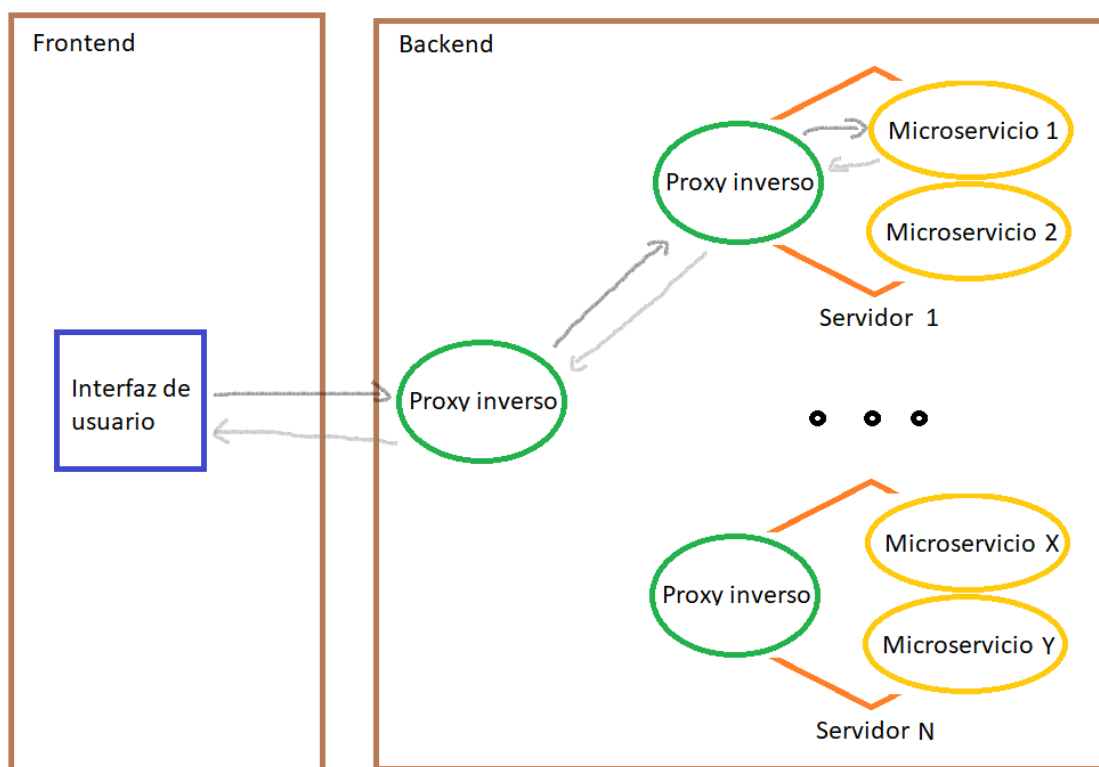 Frontend
Backend
Microservicio 1
Proxy inverso
Microservicio 2
Servidor 1
Interfaz de
usuario
Proxy inverso
Microservicio X
Proxy inverso
Microservicio Y
Servidor N